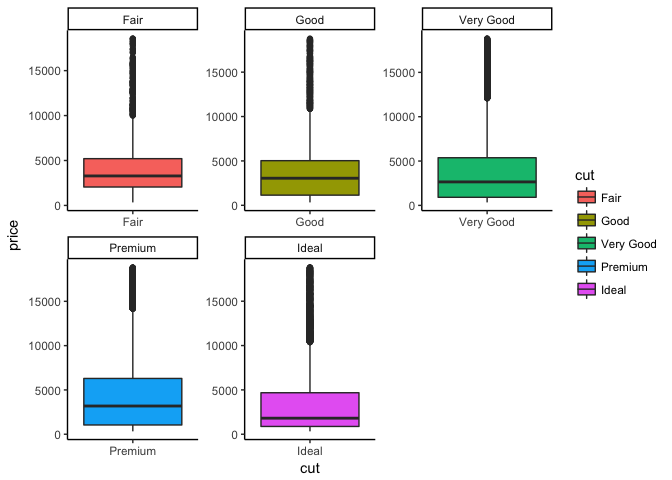 Fair Good Very Good
15000 15000 15000
10000 10000 10000
5000 5000 5000
0 0 0
Fair Good Very Good
price
Premium Ideal
15000 15000
10000 10000
5000 5000
0 0
Premium Ideal
cut
cut
Fair
Good
Very Good
Premium
Ideal